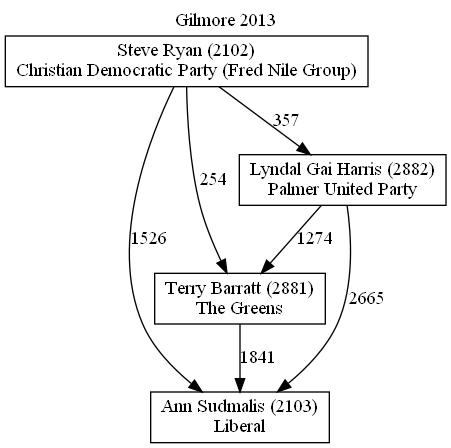 Gilmore 2013
Steve Ryan (2102)
Christian Democratic Party (Fred Nile Group)
357
Lyndal Gai Harris (2882)
Palmer United Party
254
1526
1274
Terry Barratt (2881)
The Greens
2665
1841
Ann Sudmalis (2103)
Liberal